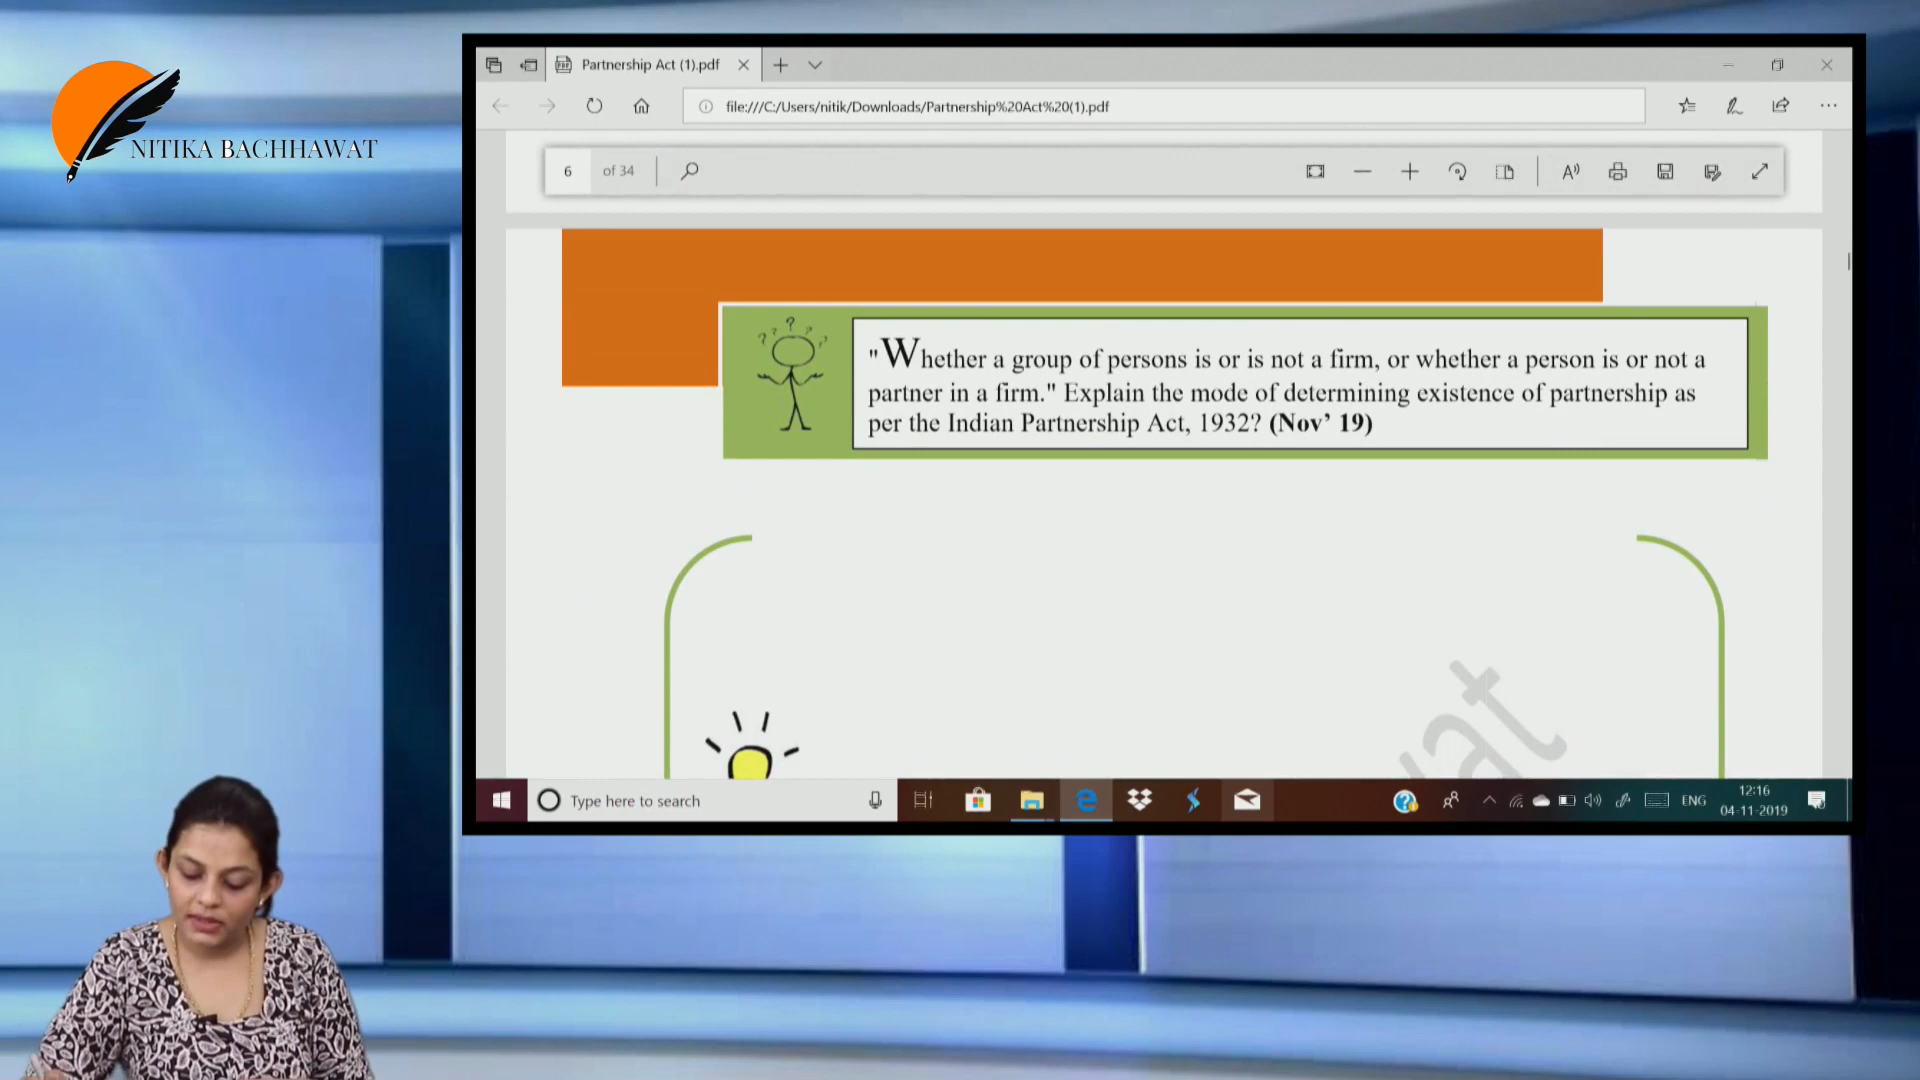 NITIKA BACHHAWAT
Partnership Act (1).pdf
file:///C:/Users/nitik/Downloads/Partnership%20Act%20(1).pdf
6 of 34
"Whether a group of persons is or is not a firm, or whether a person is or not a
partner in a firm." Explain the mode of determining existence of partnership as
per the Indian Partnership Act, 1932? (Nov’ 19)
Type here to search
ENG
12:16
04-11-2019